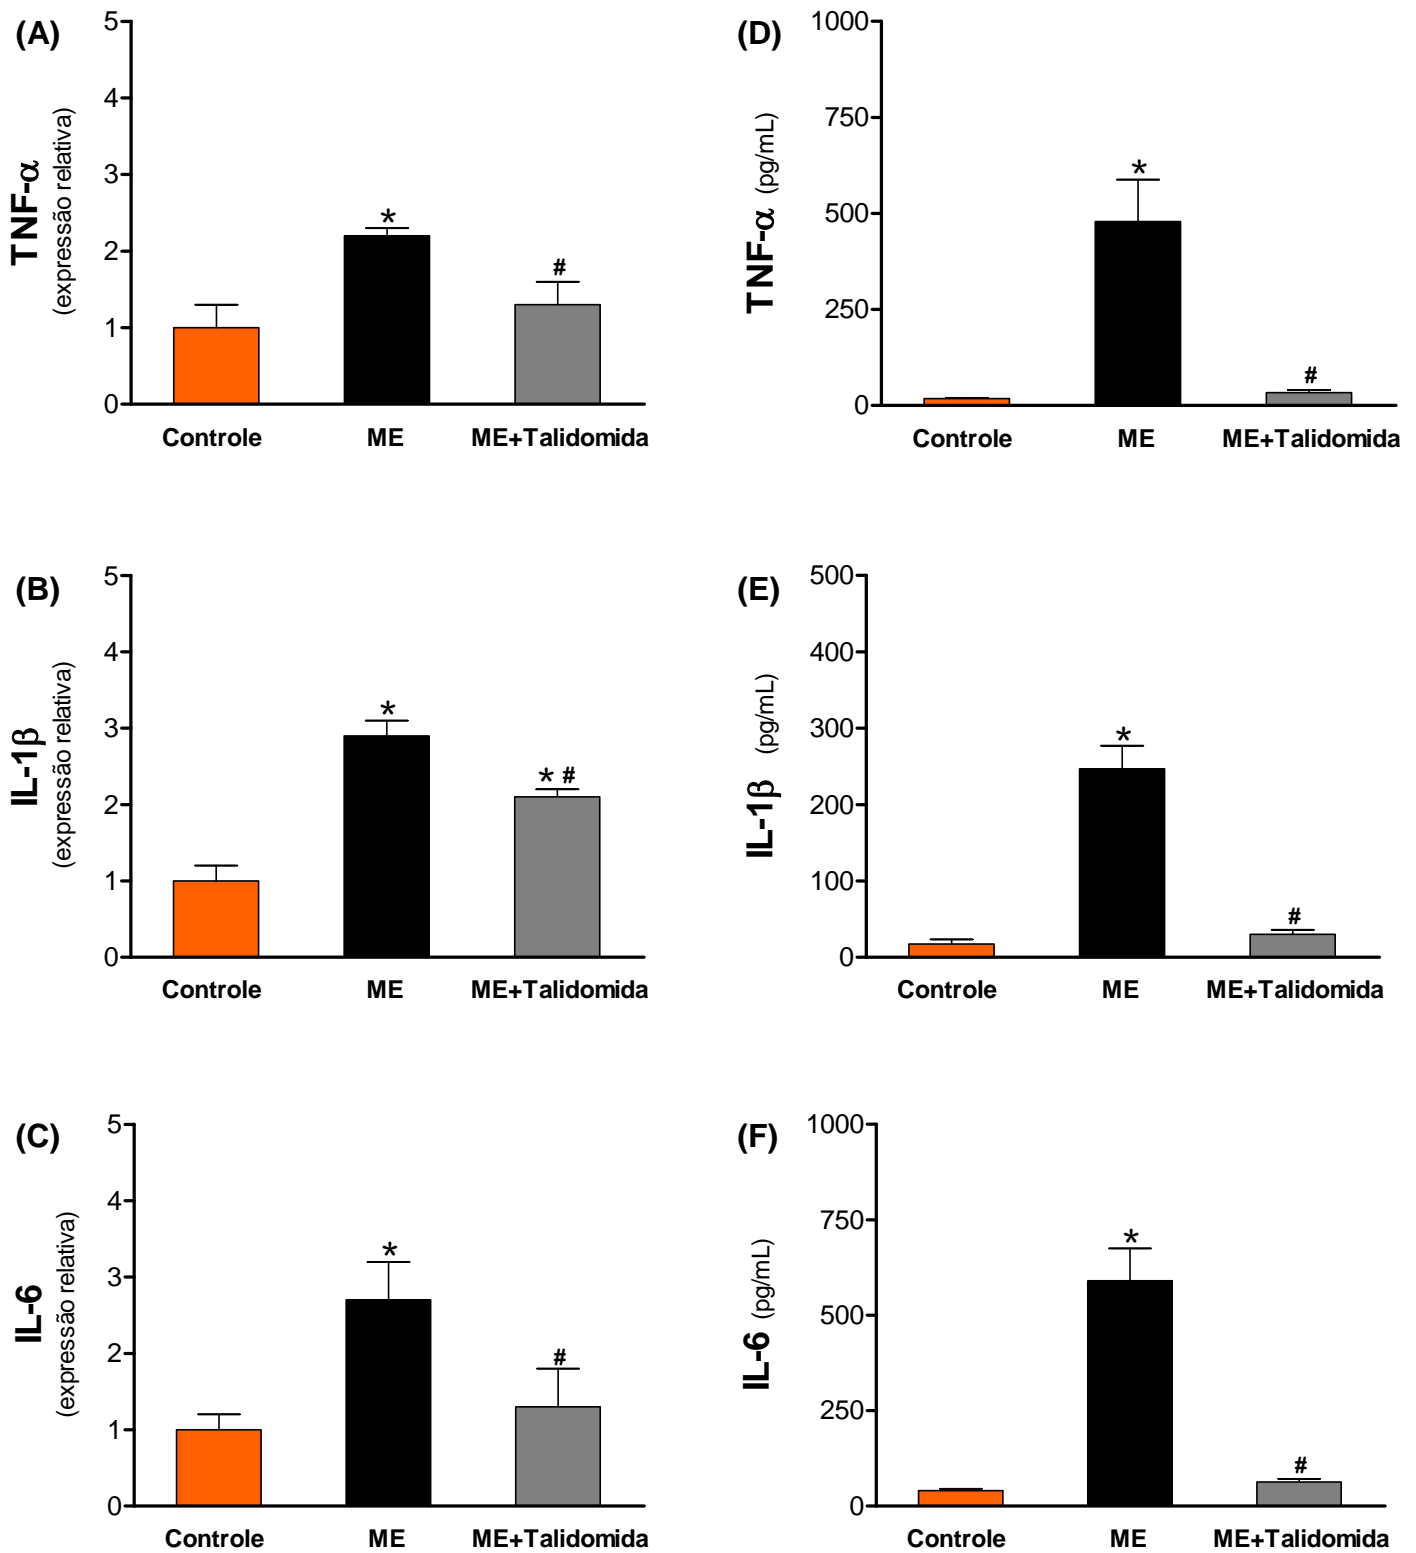 (A)
TNF-α
(expressão relativa)
5
4
3
2
1
0
*
#
Controle ME ME+Talidomida
(D)
TNF-α (pg/mL)
1000
750
500
250
0
*
#
Controle ME ME+Talidomida
(B)
IL-1β
(expressão relativa)
5
4
3
2
1
0
*
* #
Controle ME ME+Talidomida
(E)
IL-1β (pg/mL)
500
400
300
200
100
0
*
#
Controle ME ME+Talidomida
(C)
IL-6
(expressão relativa)
5
4
3
2
1
0
*
#
Controle ME ME+Talidomida
(F)
IL-6 (pg/mL)
1000
750
500
250
0
*
#
Controle ME ME+Talidomida